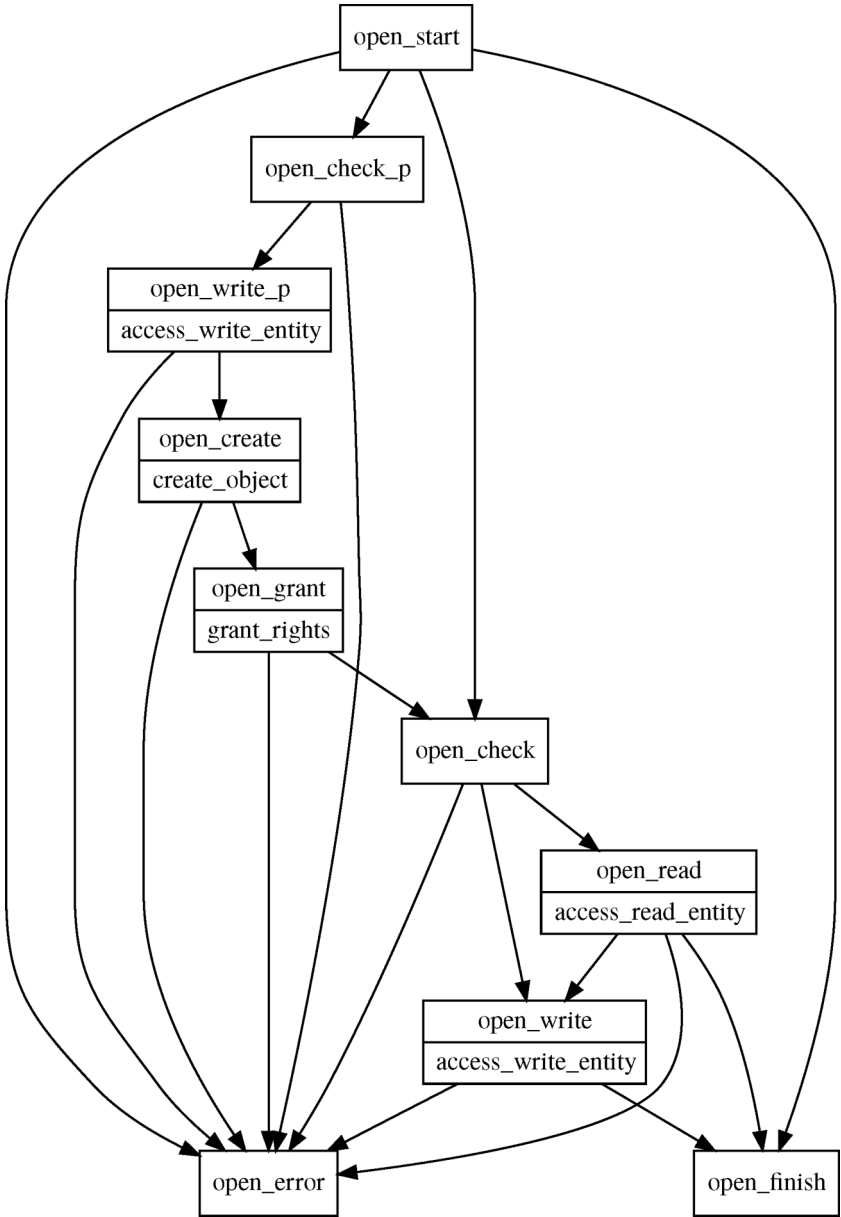 open_start
open_check_p
open_write_p
access_write_entity
open_create
create_object
open_grant
grant_rights
open_check
open_read
access_read_entity
open_write
access_write_entity
open_error
open_finish